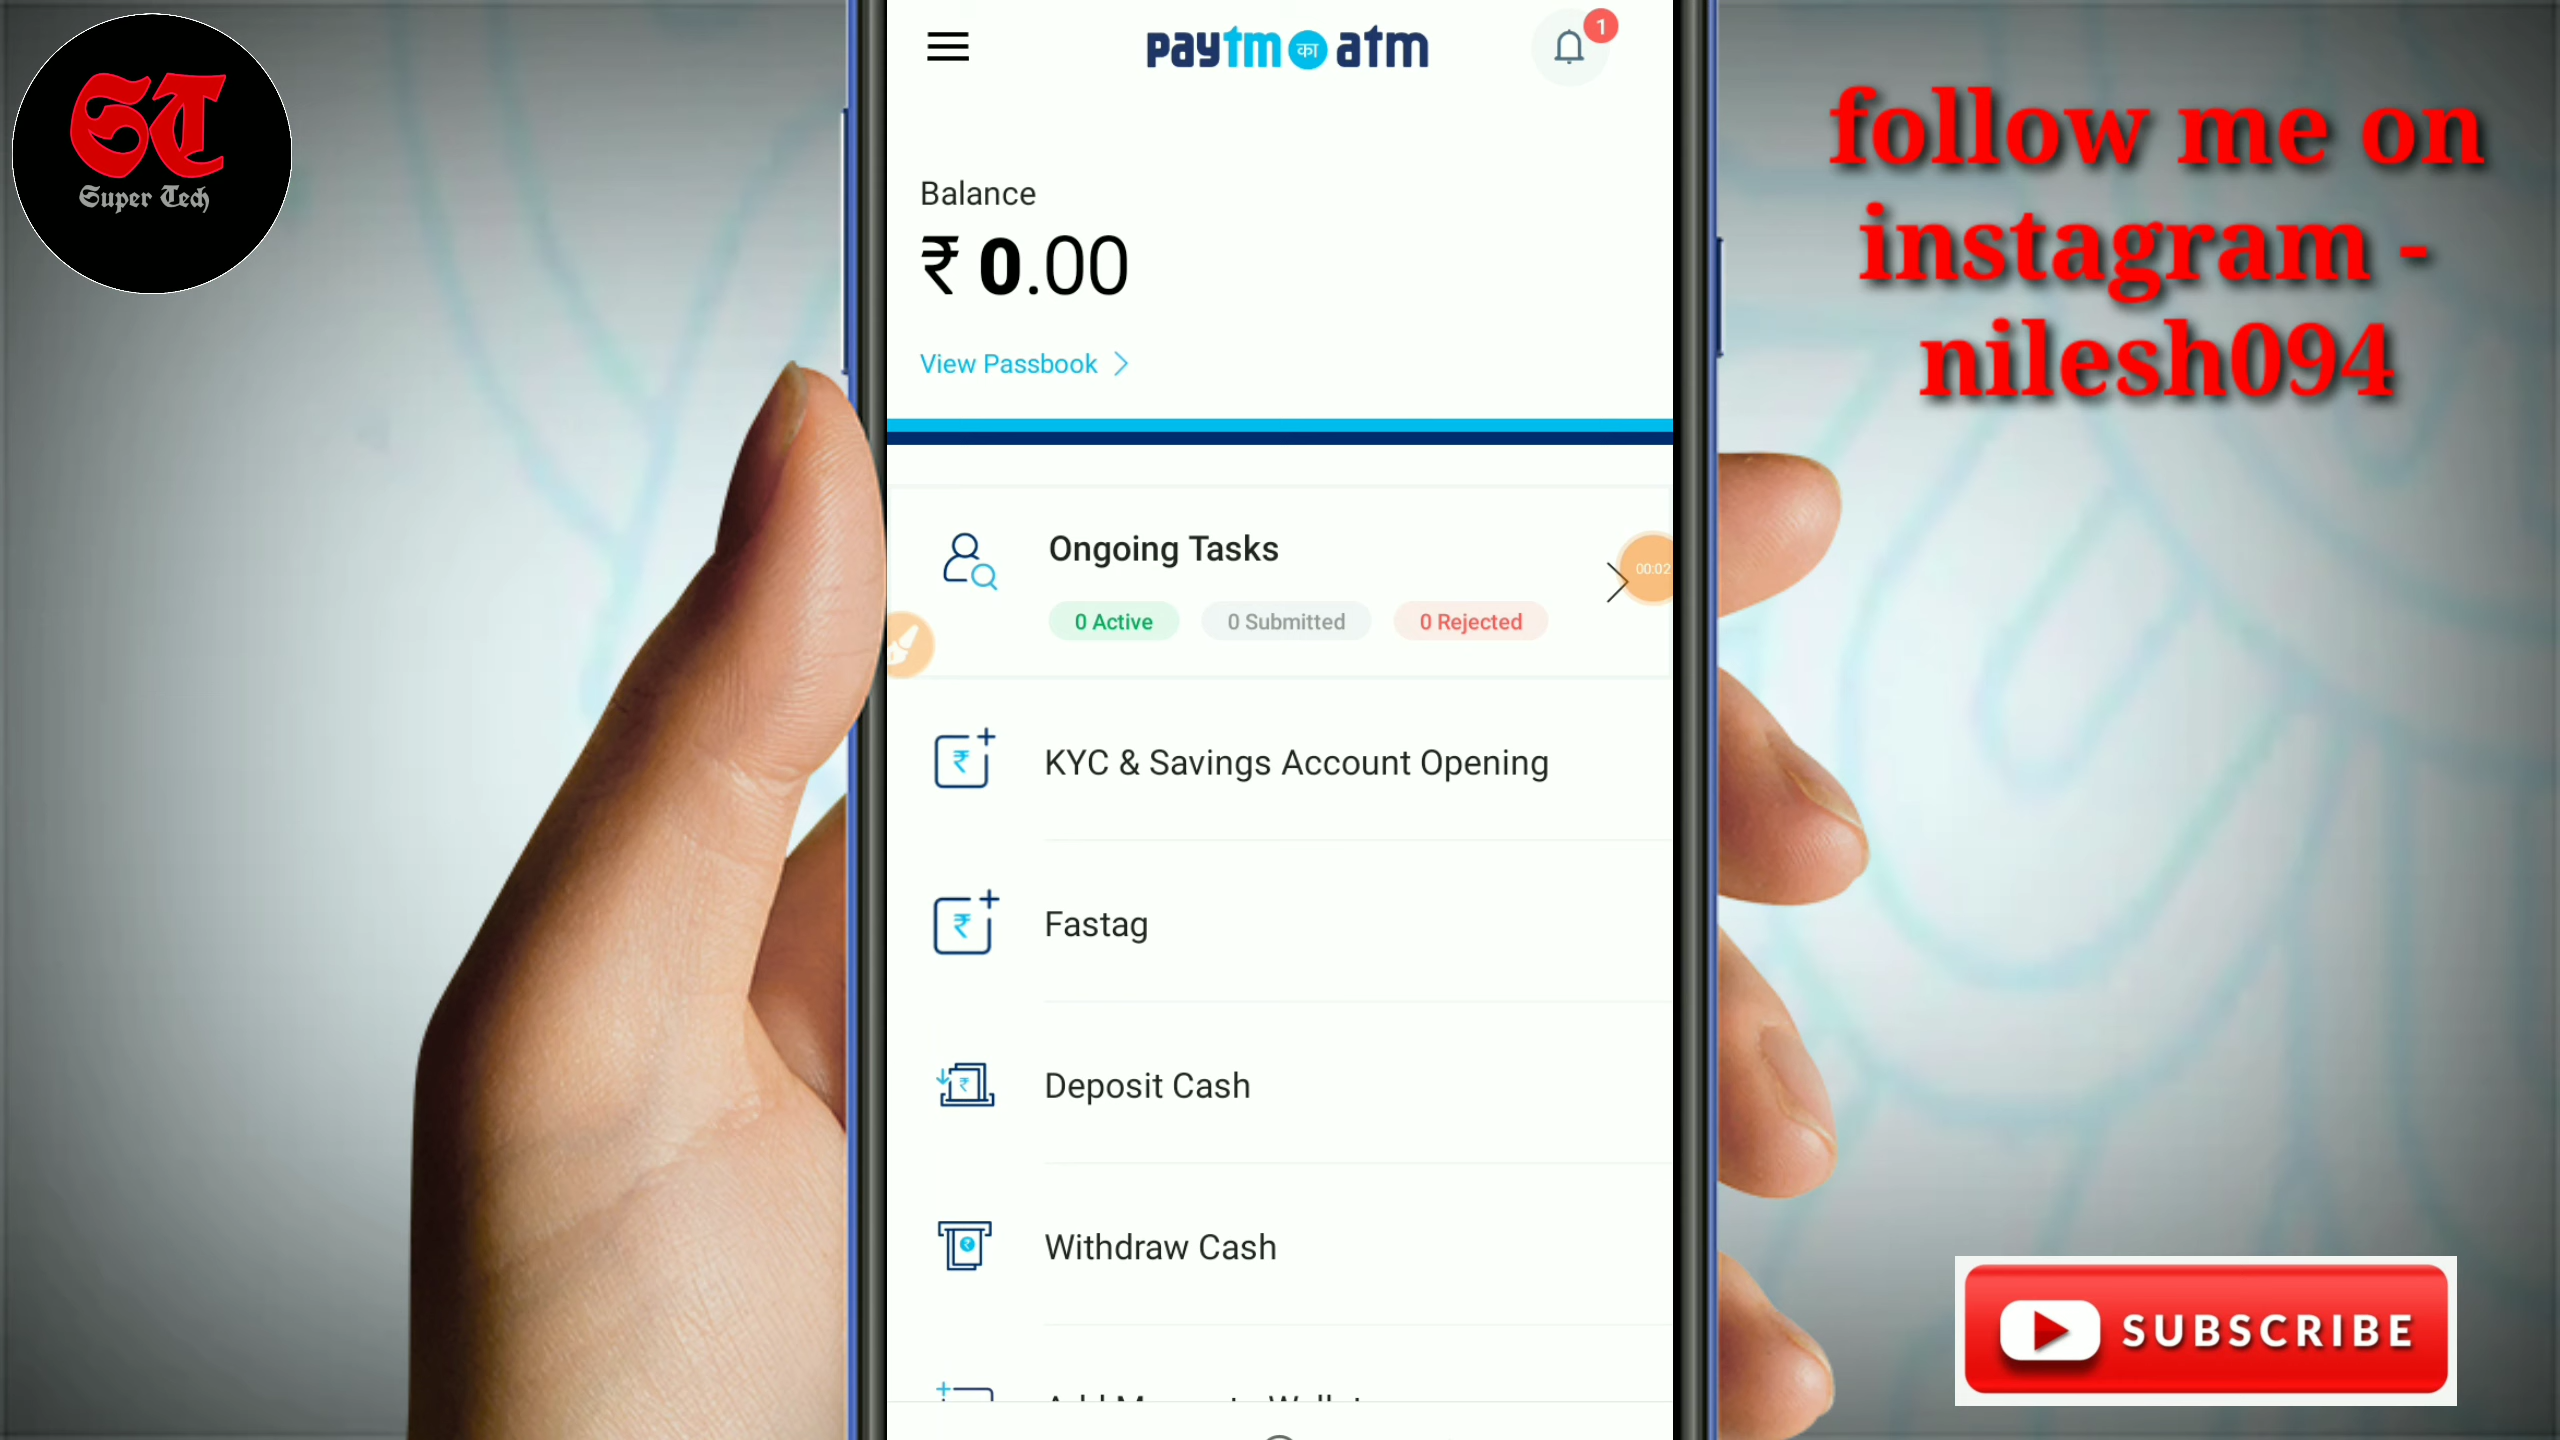 ST
Super Tech
paytm का atm
1
Balance
₹ 0.00
View Passbook
Ongoing Tasks
00:02
0 Active
0 Submitted
0 Rejected
KYC & Savings Account Opening
Fastag
Deposit Cash
Withdraw Cash
follow me on
instagram -
nilesh094
SUBSCRIBE